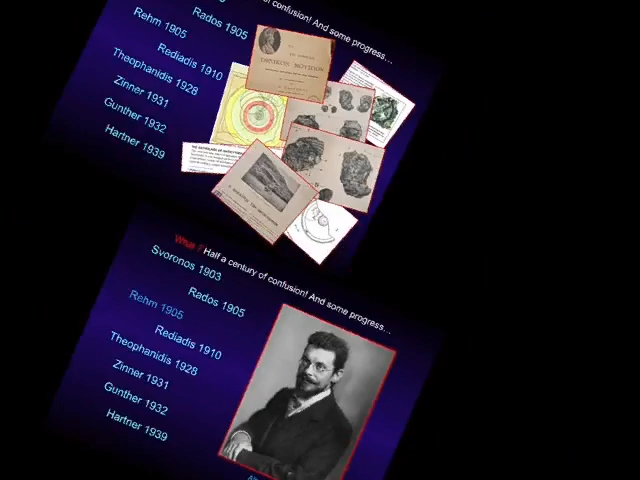 of confusion! And some progress...
Rados 1905
Rehm 1905
Rediadis 1910
Theophanidis 1928
Zinner 1931
Gunther 1932
Hartner 1939
What ? Half a century of confusion! And some progress...
Svoronos 1903
Rados 1905
Rehm 1905
Rediadis 1910
Theophanidis 1928
Zinner 1931
Gunther 1932
Hartner 1939